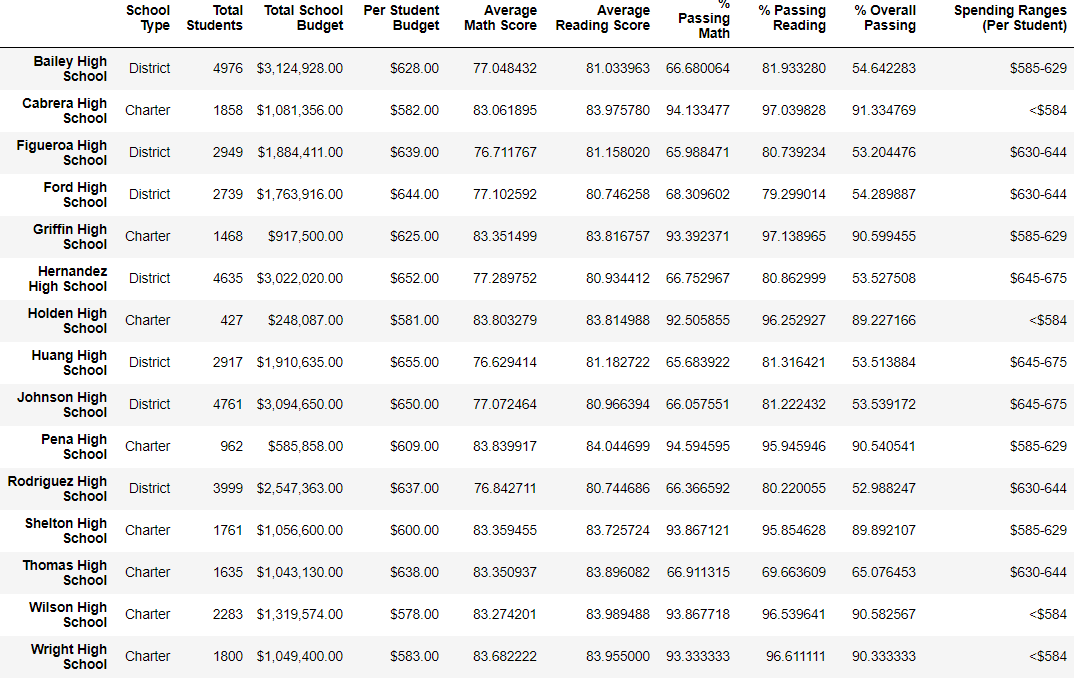 School Type Total Students Total School Budget Per Student Budget Average Math Score Average Reading Score % Passing Math % Passing Reading % Overall Passing Spending Ranges (Per Student)
Bailey High School District 4976 $3,124,928.00 $628.00 77.048432 81.033963 66.680064 81.933280 54.642283 $585-629
Cabrera High School Charter 1858 $1,081,356.00 $582.00 83.061895 83.975780 94.133477 97.039828 91.334769 <$584
Figueroa High School District 2949 $1,884,411.00 $639.00 76.711767 81.158020 65.988471 80.739234 53.204476 $630-644
Ford High School District 2739 $1,763,916.00 $644.00 77.102592 80.746258 68.309602 79.299014 54.289887 $630-644
Griffin High School Charter 1468 $917,500.00 $625.00 83.351499 83.816757 93.392371 97.138965 90.599455 $585-629
Hernandez High School District 4635 $3,022,020.00 $652.00 77.289752 80.934412 66.752967 80.862999 53.527508 $645-675
Holden High School Charter 427 $248,087.00 $581.00 83.803279 83.814988 92.505855 96.252927 89.227166 <$584
Huang High School District 2917 $1,910,635.00 $655.00 76.629414 81.182722 65.683922 81.316421 53.513884 $645-675
Johnson High School District 4761 $3,094,650.00 $650.00 77.072464 80.966394 66.057551 81.222432 53.539172 $645-675
Pena High School Charter 962 $585,858.00 $609.00 83.839917 84.044699 94.594595 95.945946 90.540541 $585-629
Rodriguez High School District 3999 $2,547,363.00 $637.00 76.842711 80.744686 66.366592 80.220055 52.988247 $630-644
Shelton High School Charter 1761 $1,056,600.00 $600.00 83.359455 83.725724 93.867121 95.854628 89.892107 $585-629
Thomas High School Charter 1635 $1,043,130.00 $638.00 83.350937 83.896082 66.911315 69.663609 65.076453 $630-644
Wilson High School Charter 2283 $1,319,574.00 $578.00 83.274201 83.989488 93.867718 96.539641 90.582567 <$584
Wright High School Charter 1800 $1,049,400.00 $583.00 83.682222 83.955000 93.333333 96.611111 90.333333 <$584